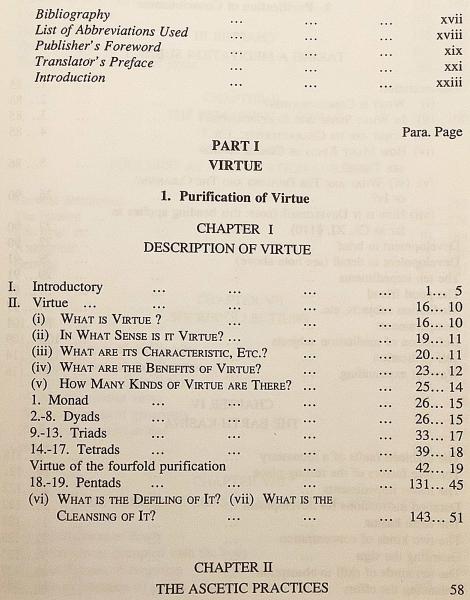 Bibliography ... ... ... xvii
List of Abbreviations Used ... ... xviii
Publisher's Foreword ... ... xix
Translator's Preface ... ... xxi
Introduction ... ... ... xxiii
Para. Page
PART I
VIRTUE
1. Purification of Virtue
CHAPTER I
DESCRIPTION OF VIRTUE
I. Introductory ... ... ... 1... 5
II. Virtue ... ... ... ... ... 16... 10
(i) WHAT IS VIRTUE ? ... ... ... 16... 10
(ii) IN WHAT SENSE IS IT VIRTUE? ... ... 19... 11
(iii) WHAT ARE ITS CHARACTERISTIC, ETC.? ... 20... 11
(iv) WHAT ARE THE BENEFITS OF VIRTUE? ... 23... 12
(v) HOW MANY KINDS OF VIRTUE ARE THERE? ... 25... 14
1. Monad ... ... ... 26... 15
2.-8. Dyads ... ... ... 26... 15
9.-13. Triads ... ... ... 33... 17
14.-17. Tetrads ... ... ... 39... 18
Virtue of the fourfold purification ... 42... 19
18.-19. Pentads ... ... ... 131... 45
(vi) WHAT IS THE DEFILING OF IT? (vii) WHAT IS THE
CLEANSING OF IT? ... ... 143... 51
CHAPTER II
THE ASCETIC PRACTICES 58